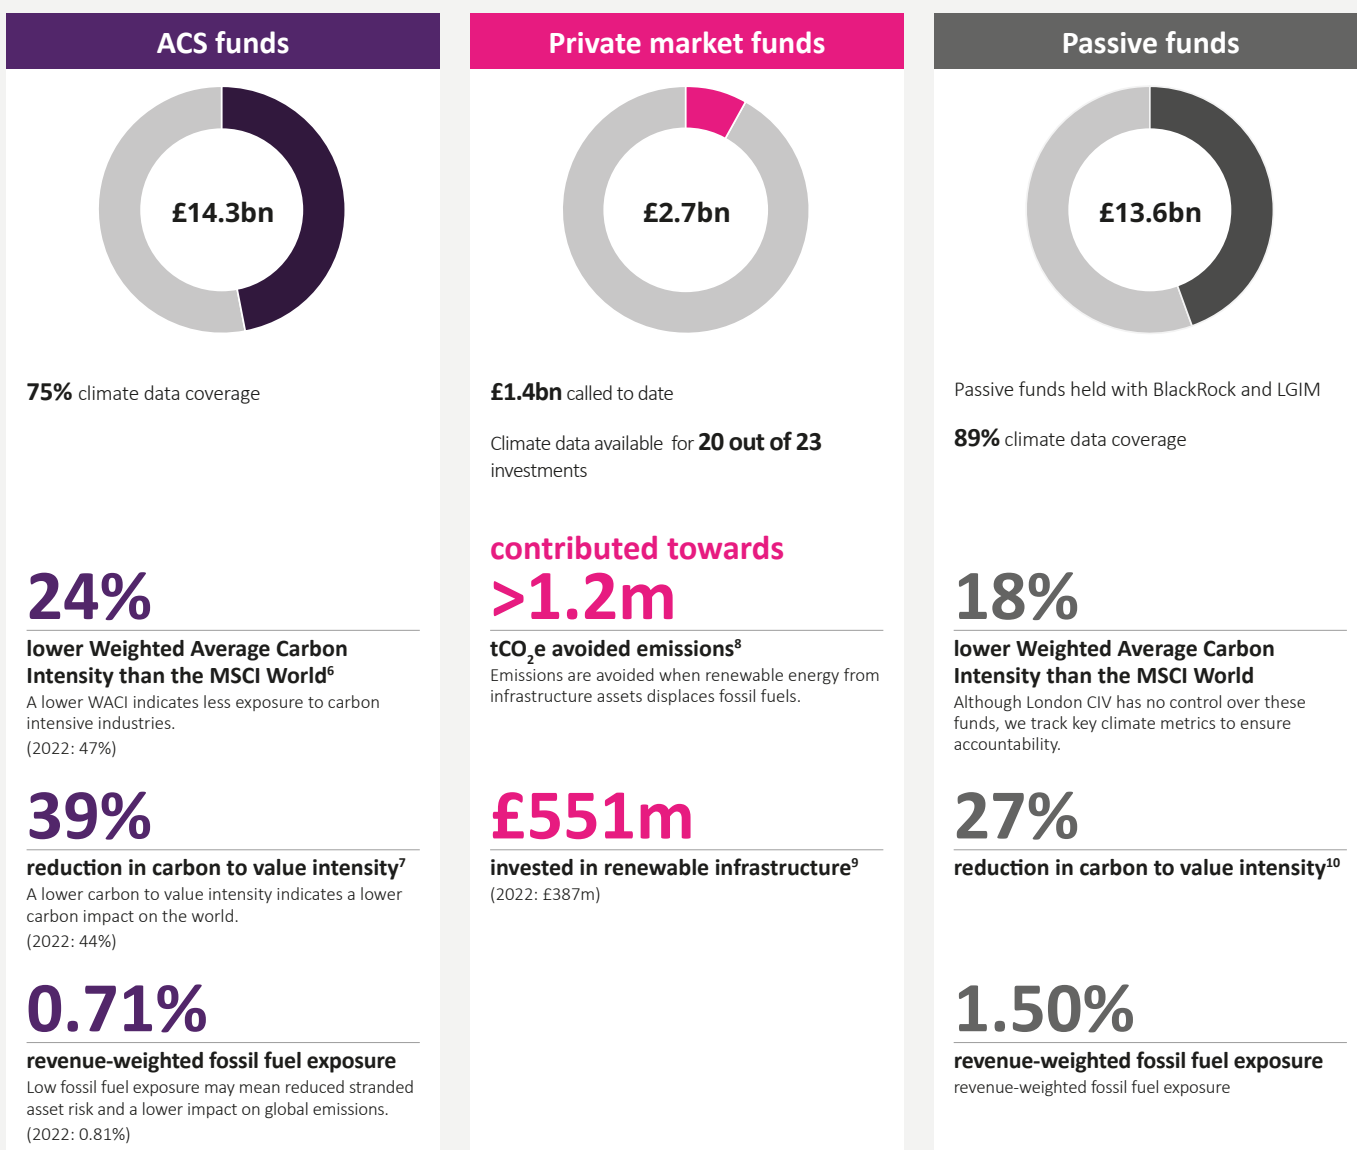 ACS funds
£14.3bn
75% climate data coverage
24%
lower Weighted Average Carbon
Intensity than the MSCI World⁶
A lower WACI indicates less exposure to carbon
intensive industries.
(2022: 47%)
39%
reduction in carbon to value intensity⁷
A lower carbon to value intensity indicates a lower
carbon impact on the world.
(2022: 44%)
0.71%
revenue-weighted fossil fuel exposure
Low fossil fuel exposure may mean reduced stranded
asset risk and a lower impact on global emissions.
(2022: 0.81%)
Private market funds
£2.7bn
£1.4bn called to date
Climate data available for 20 out of 23
investments
contributed towards
>1.2m
tCO₂e avoided emissions⁸
Emissions are avoided when renewable energy from
infrastructure assets displaces fossil fuels.
£551m
invested in renewable infrastructure⁹
(2022: £387m)
Passive funds
£13.6bn
Passive funds held with BlackRock and LGIM
89% climate data coverage
18%
lower Weighted Average Carbon
Intensity than the MSCI World
Although London CIV has no control over these
funds, we track key climate metrics to ensure
accountability.
27%
reduction in carbon to value intensity¹⁰
1.50%
revenue-weighted fossil fuel exposure
revenue-weighted fossil fuel exposure